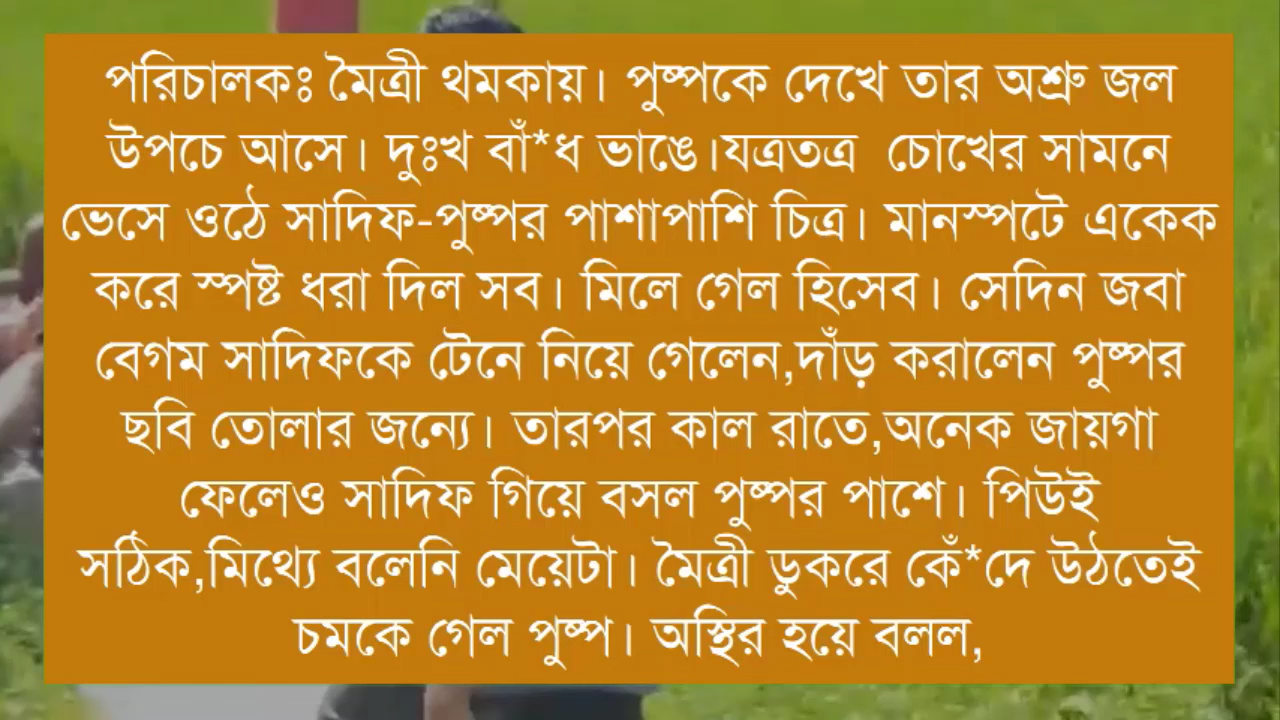 পরিচালকঃ মৈত্রী থমকায়। পুষ্পকে দেখে তার অশ্রু জল
উপচে আসে। দুঃখ বাঁ*ধ ভাঙে।যত্রতত্র চোখের সামনে
ভেসে ওঠে সাদিফ-পুষ্পর পাশাপাশি চিত্র। মানস্পটে একেক
করে স্পষ্ট ধরা দিল সব। মিলে গেল হিসেব। সেদিন জবা
বেগম সাদিফকে টেনে নিয়ে গেলেন,দাঁড় করালেন পুষ্পর
ছবি তোলার জন্যে। তারপর কাল রাতে,অনেক জায়গা
ফেলেও সাদিফ গিয়ে বসল পুষ্পর পাশে। পিউই
সঠিক,মিথ্যে বলেনি মেয়েটা। মৈত্রী ডুকরে কেঁ*দে উঠতেই
চমকে গেল পুষ্প। অস্থির হয়ে বলল,